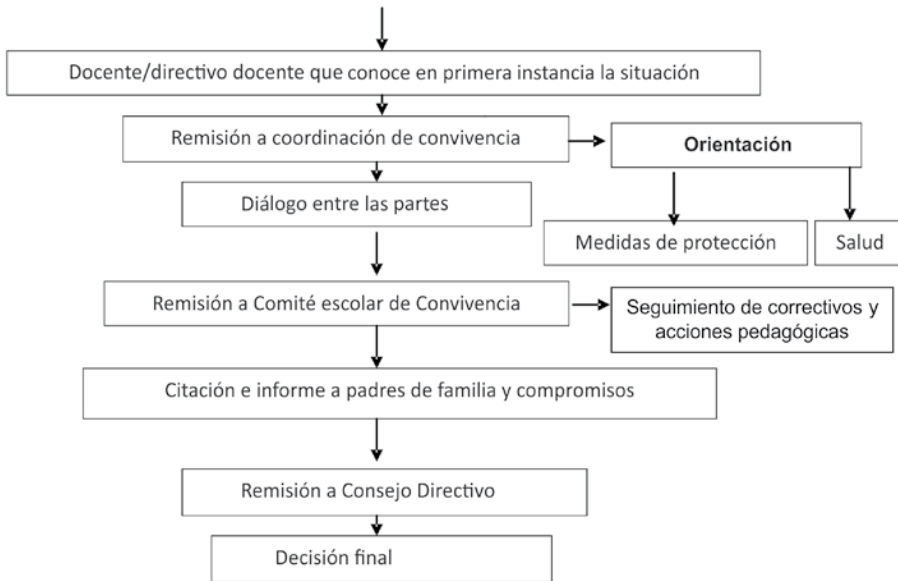 Docente/directivo docente que conoce en primera instancia la situación
Remisión a coordinación de convivencia
Orientación
Diálogo entre las partes
Medidas de protección
Salud
Remisión a Comité escolar de Convivencia
Seguimiento de correctivos y
acciones pedagógicas
Citación e informe a padres de familia y compromisos
Remisión a Consejo Directivo
Decisión final